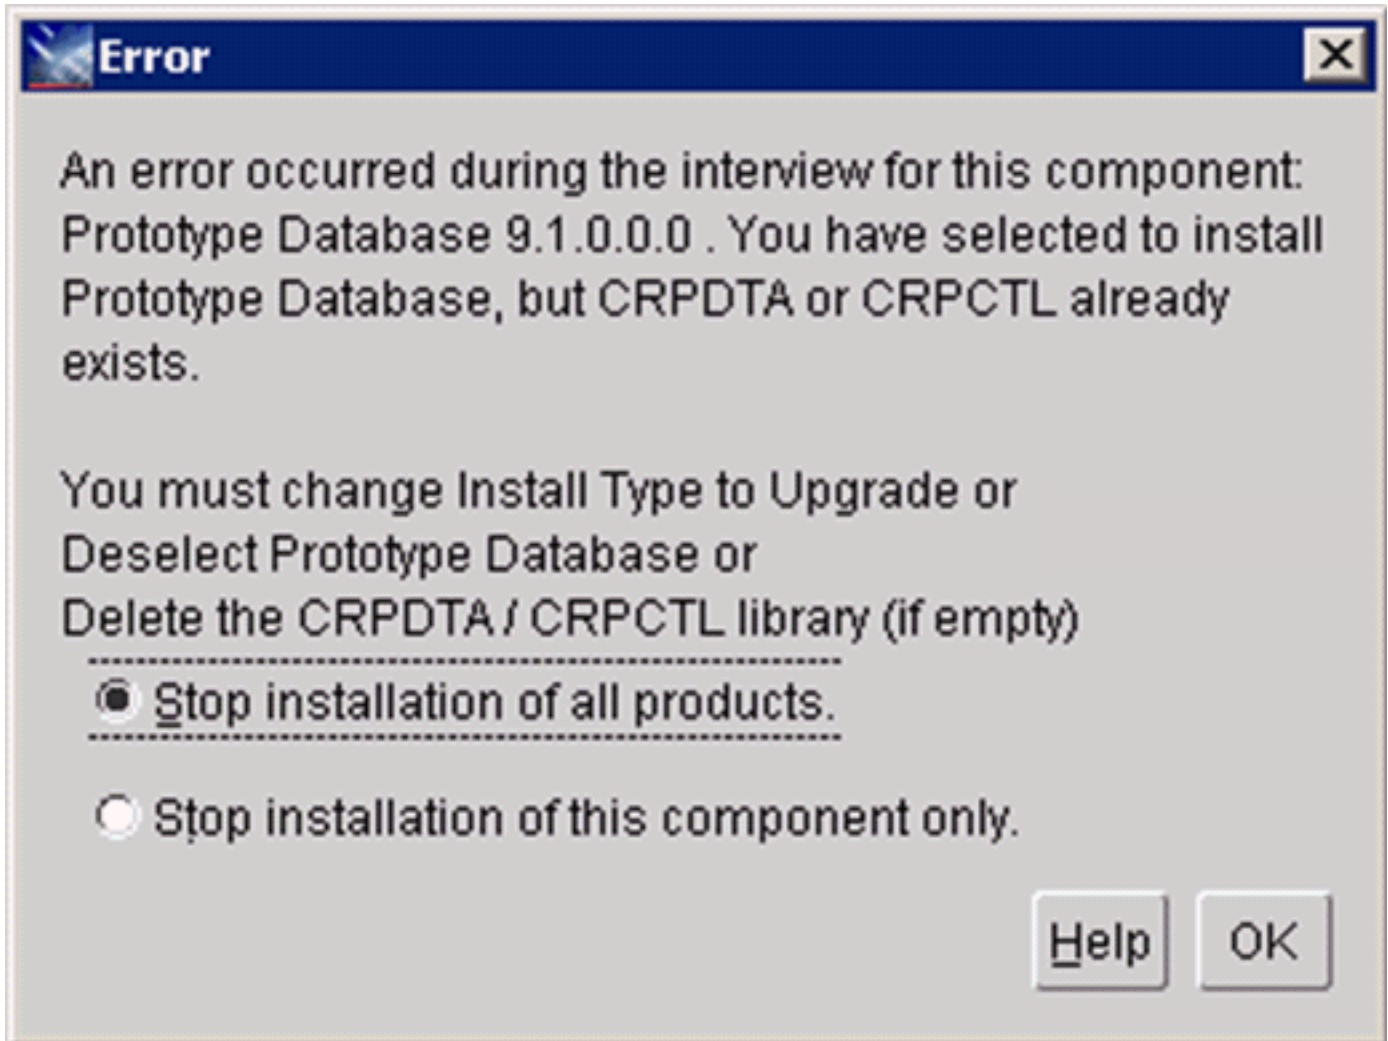 Error
An error occurred during the interview for this component:
Prototype Database 9.1.0.0.0 . You have selected to install
Prototype Database, but CRPDTA or CRPCTL already
exists.
You must change Install Type to Upgrade or
Deselect Prototype Database or
Delete the CRPDTA / CRPCTL library (if empty)
Stop installation of all products.
Stop installation of this component only.
Help OK